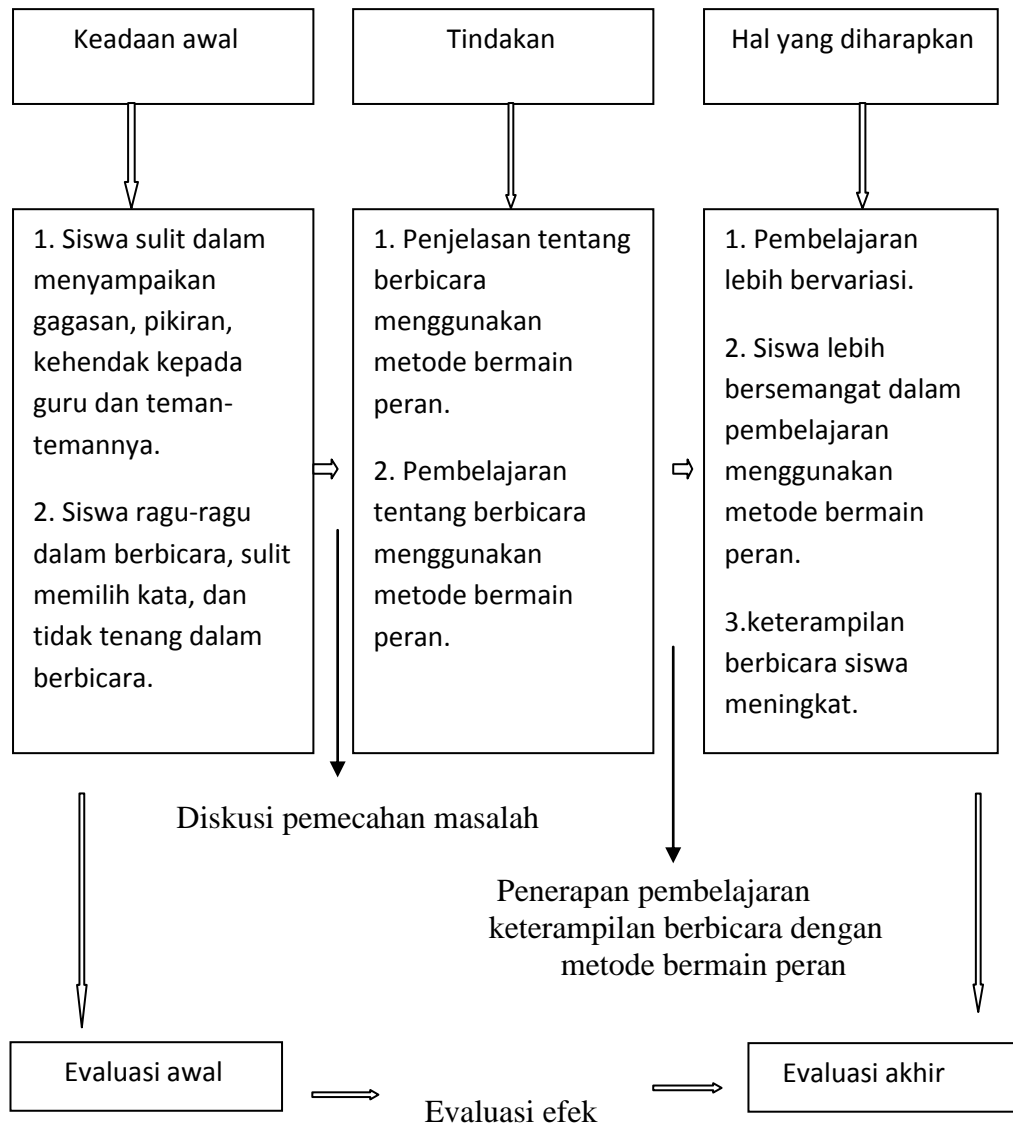 Keadaan awal
Tindakan
Hal yang diharapkan
1. Siswa sulit dalam
menyampaikan
gagasan, pikiran,
kehendak kepada
guru dan teman-
temannya.
2. Siswa ragu-ragu
dalam berbicara, sulit
memilih kata, dan
tidak tenang dalam
berbicara.
1. Penjelasan tentang
berbicara
menggunakan
metode bermain
peran.
2. Pembelajaran
tentang berbicara
menggunakan
metode bermain
peran.
1. Pembelajaran
lebih bervariasi.
2. Siswa lebih
bersemangat dalam
pembelajaran
menggunakan
metode bermain
peran.
3.keterampilan
berbicara siswa
meningkat.
Diskusi pemecahan masalah
Penerapan pembelajaran
keterampilan berbicara dengan
metode bermain peran
Evaluasi awal
Evaluasi efek
Evaluasi akhir